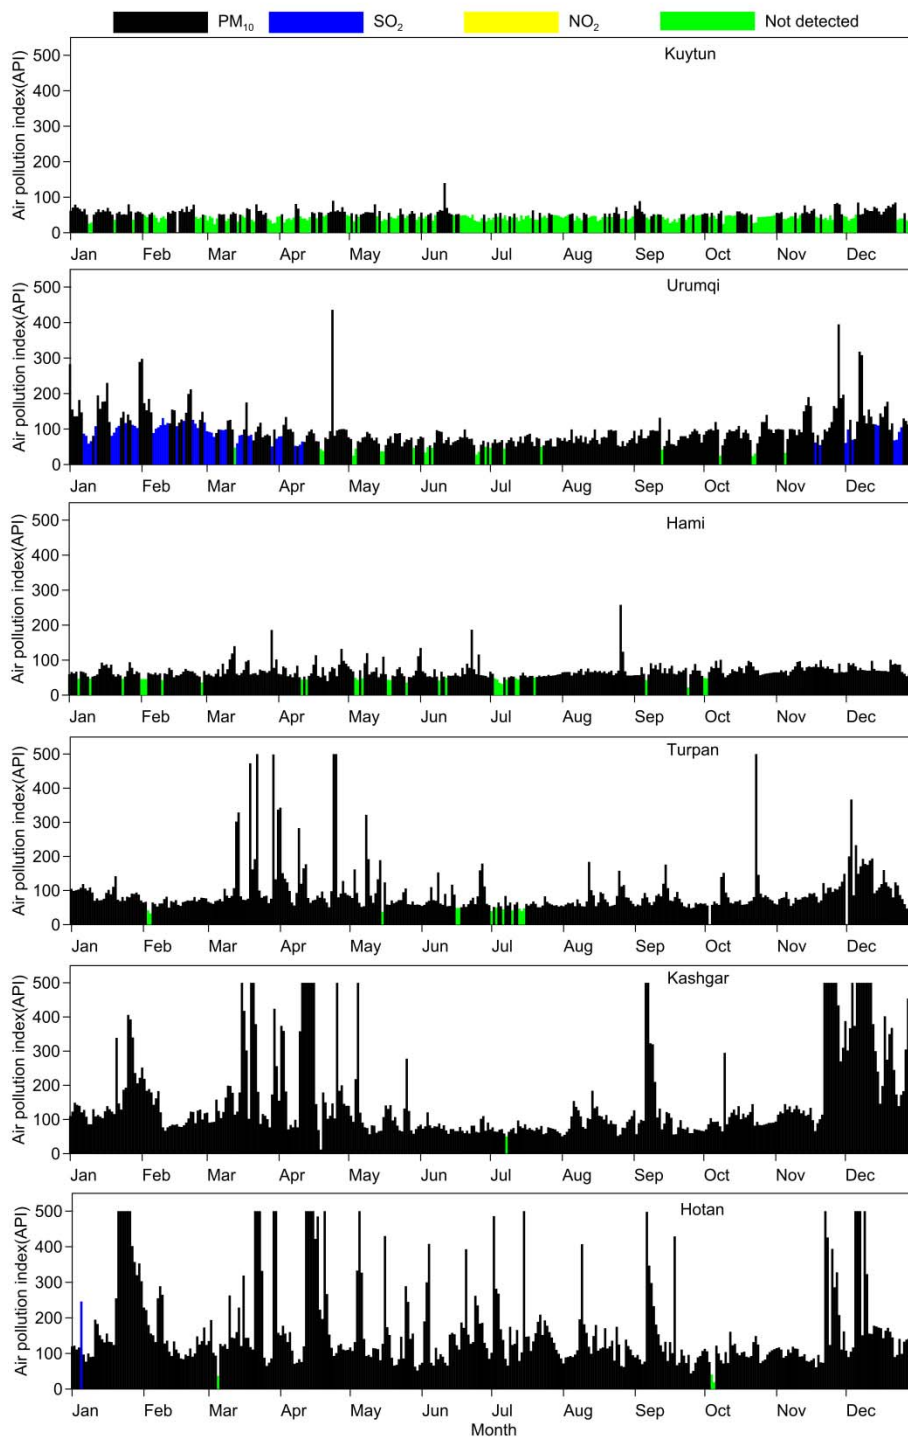 PM₁₀ SO₂ NO₂ Not detected
Kuytun
Air pollution index(API)
500
400
300
200
100
0
Jan Feb Mar Apr May Jun Jul Aug Sep Oct Nov Dec
Urumqi
Air pollution index(API)
500
400
300
200
100
0
Jan Feb Mar Apr May Jun Jul Aug Sep Oct Nov Dec
Hami
Air pollution index(API)
500
400
300
200
100
0
Jan Feb Mar Apr May Jun Jul Aug Sep Oct Nov Dec
Turpan
Air pollution index(API)
500
400
300
200
100
0
Jan Feb Mar Apr May Jun Jul Aug Sep Oct Nov Dec
Kashgar
Air pollution index(API)
500
400
300
200
100
0
Jan Feb Mar Apr May Jun Jul Aug Sep Oct Nov Dec
Hotan
Air pollution index(API)
500
400
300
200
100
0
Jan Feb Mar Apr May Jun Jul Aug Sep Oct Nov Dec
Month